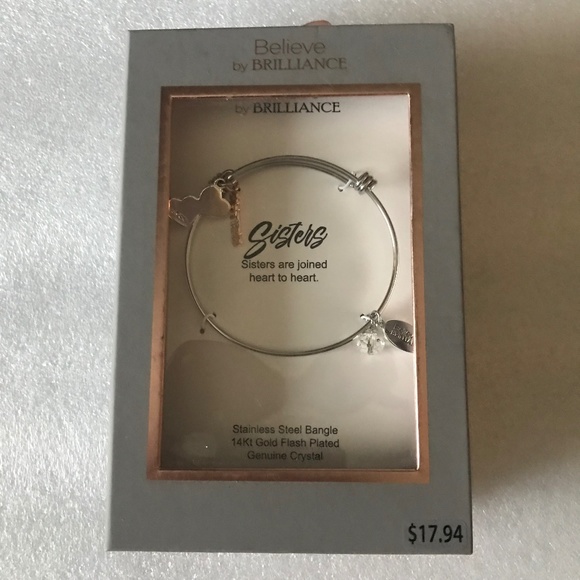 Believe
by BRILLIANCE
by BRILLIANCE
Sisters
Sisters are joined
heart to heart.
Stainless Steel Bangle
14Kt Gold Flash Plated
Genuine Crystal
$17.94